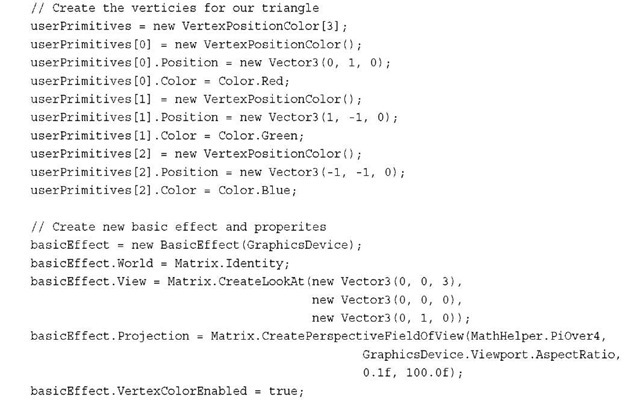 // Create the verticies for our triangle
userPrimitives = new VertexPositionColor[3];
userPrimitives[0] = new VertexPositionColor();
userPrimitives[0].Position = new Vector3(0, 1, 0);
userPrimitives[0].Color = Color.Red;
userPrimitives[1] = new VertexPositionColor();
userPrimitives[1].Position = new Vector3(1, -1, 0);
userPrimitives[1].Color = Color.Green;
userPrimitives[2] = new VertexPositionColor();
userPrimitives[2].Position = new Vector3(-1, -1, 0);
userPrimitives[2].Color = Color.Blue;

// Create new basic effect and properites
basicEffect = new BasicEffect(GraphicsDevice);
basicEffect.World = Matrix.Identity;
basicEffect.View = Matrix.CreateLookAt(new Vector3(0, 0, 3),
new Vector3(0, 0, 0),
new Vector3(0, 1, 0));
basicEffect.Projection = Matrix.CreatePerspectiveFieldOfView(MathHelper.PiOver4,
GraphicsDevice.Viewport.AspectRatio,
0.1f, 100.0f);
basicEffect.VertexColorEnabled = true;